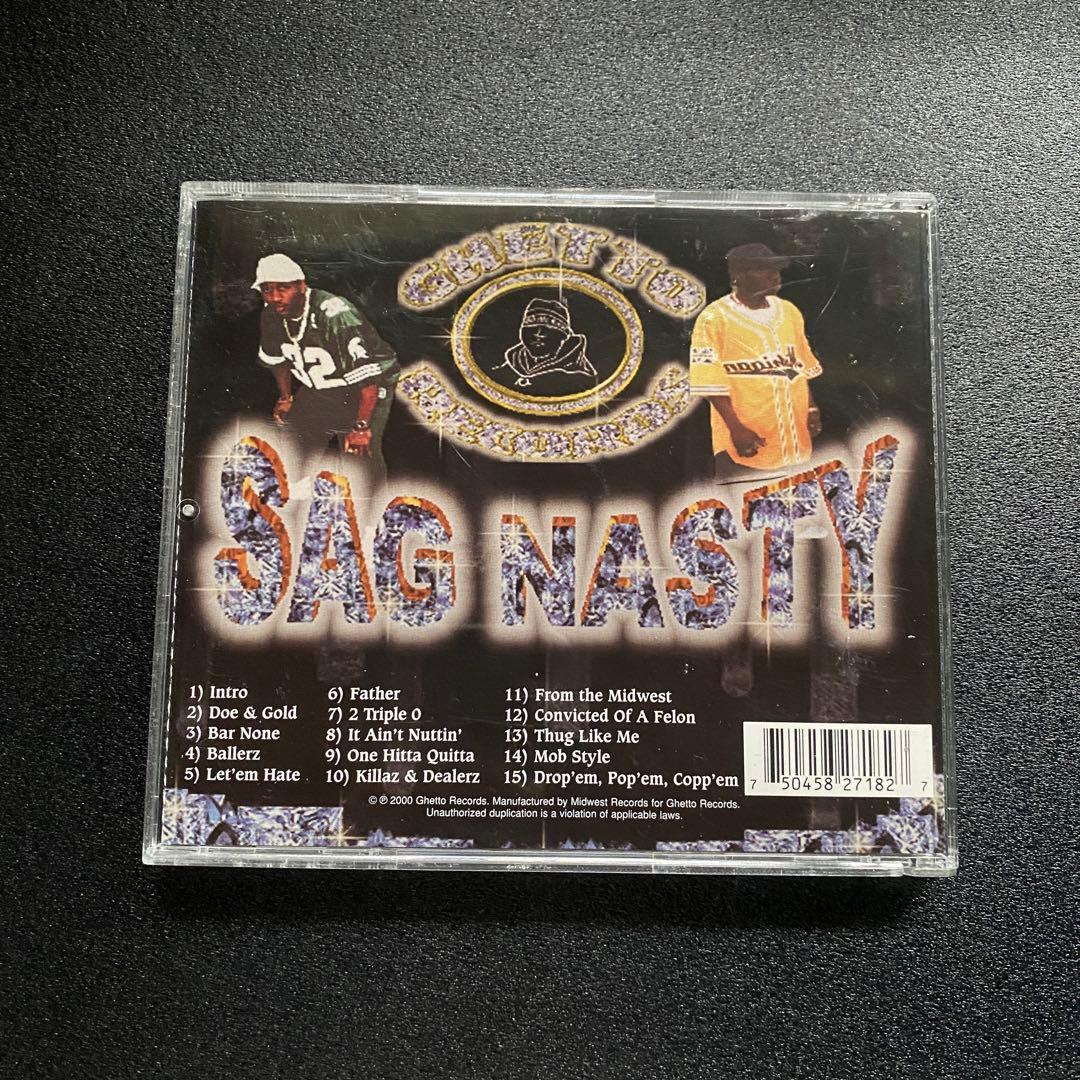 GHETTO
RECORDS
32
SAG NASTY
1) Intro
2) Doe & Gold
3) Bar None
4) Ballerz
5) Let'em Hate
6) Father
7) 2 Triple 0
8) It Ain't Nuttin'
9) One Hitta Quitta
10) Killaz & Dealerz
11) From the Midwest
12) Convicted Of A Felon
13) Thug Like Me
14) Mob Style
15) Drop'em, Pop'em, Copp'em
7 50458 27182 7
© ℗ 2000 Ghetto Records. Manufactured by Midwest Records for Ghetto Records.
Unauthorized duplication is a violation of applicable laws.